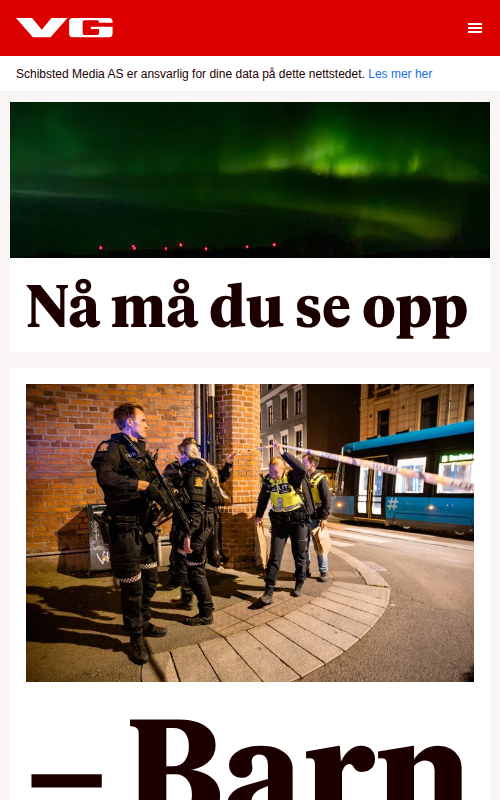 VG
Schibsted Media AS er ansvarlig for dine data på dette nettstedet. Les mer her
Nå må du se opp
– Barn